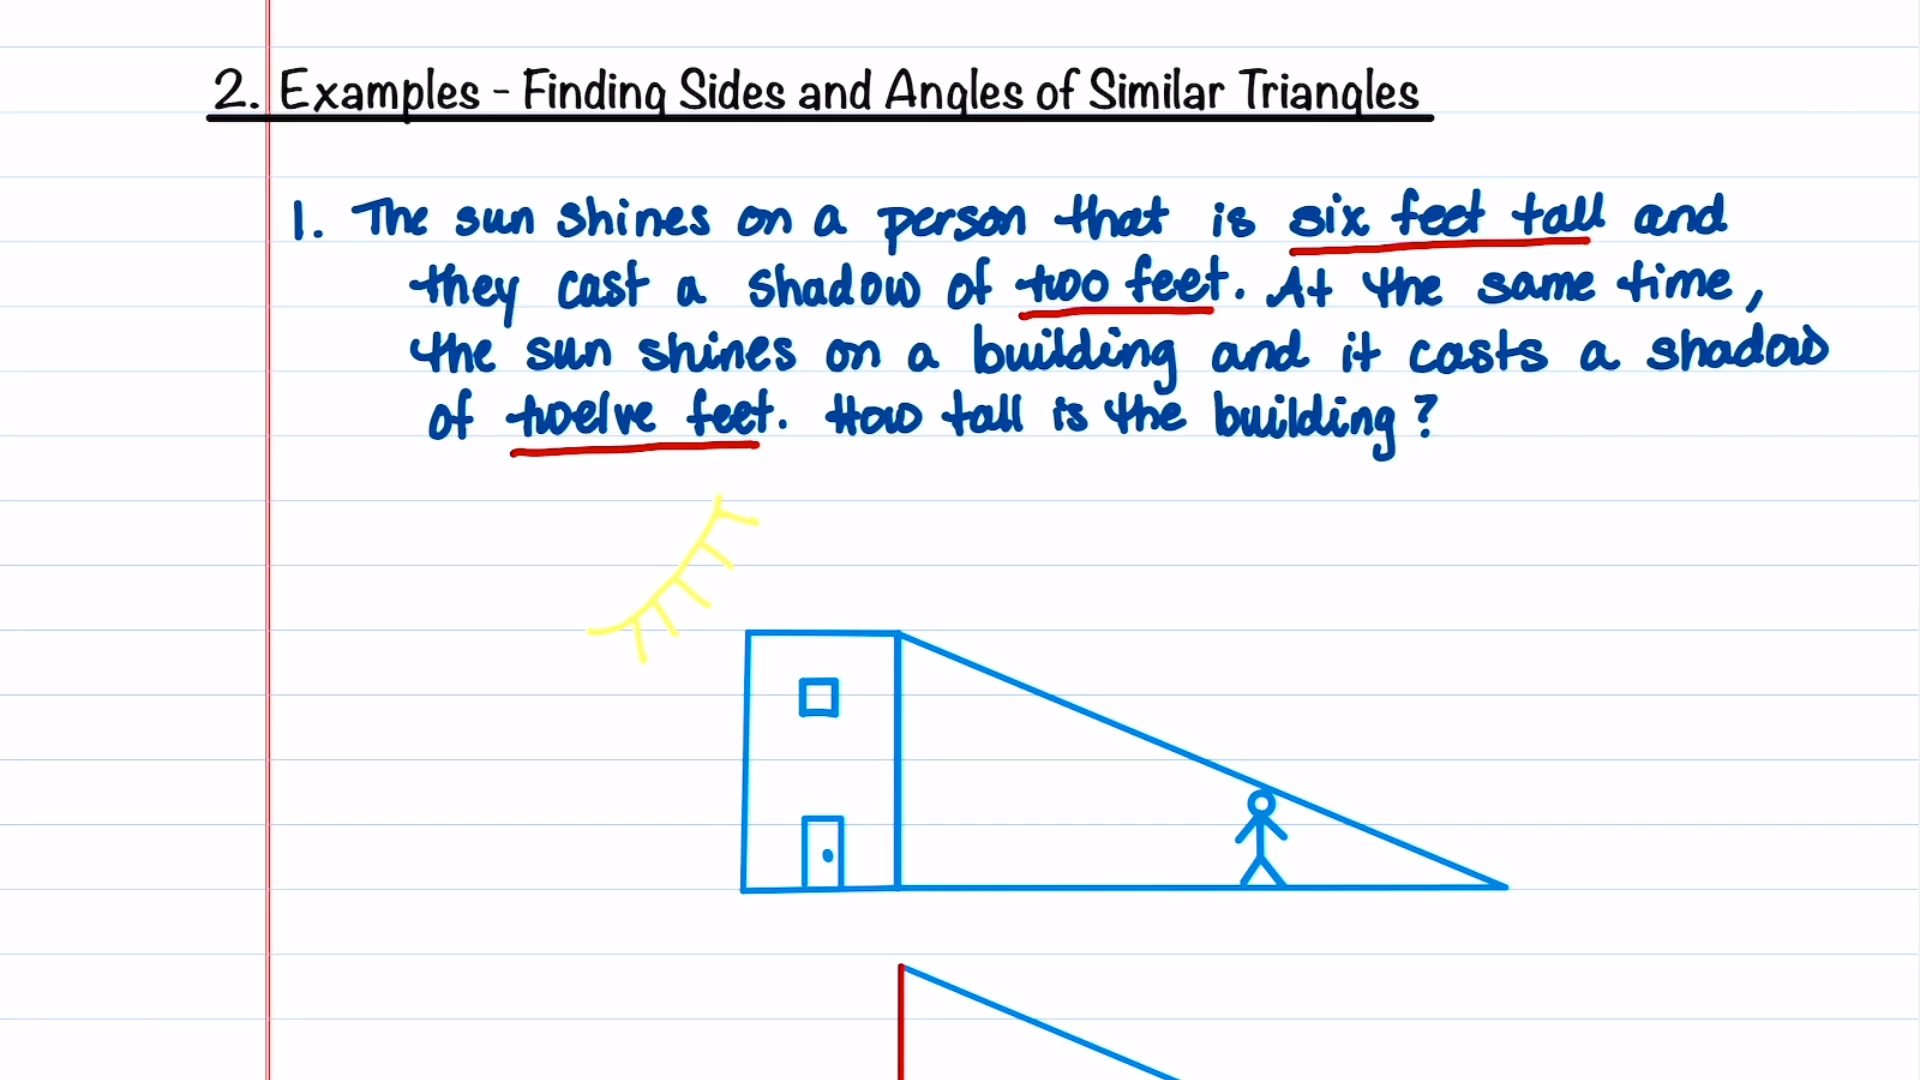 2. Examples - Finding Sides and Angles of Similar Triangles
1. The sun shines on a person that is six feet tall and
they cast a shadow of two feet. At the same time,
the sun shines on a building and it casts a shadow
of twelve feet. How tall is the building?